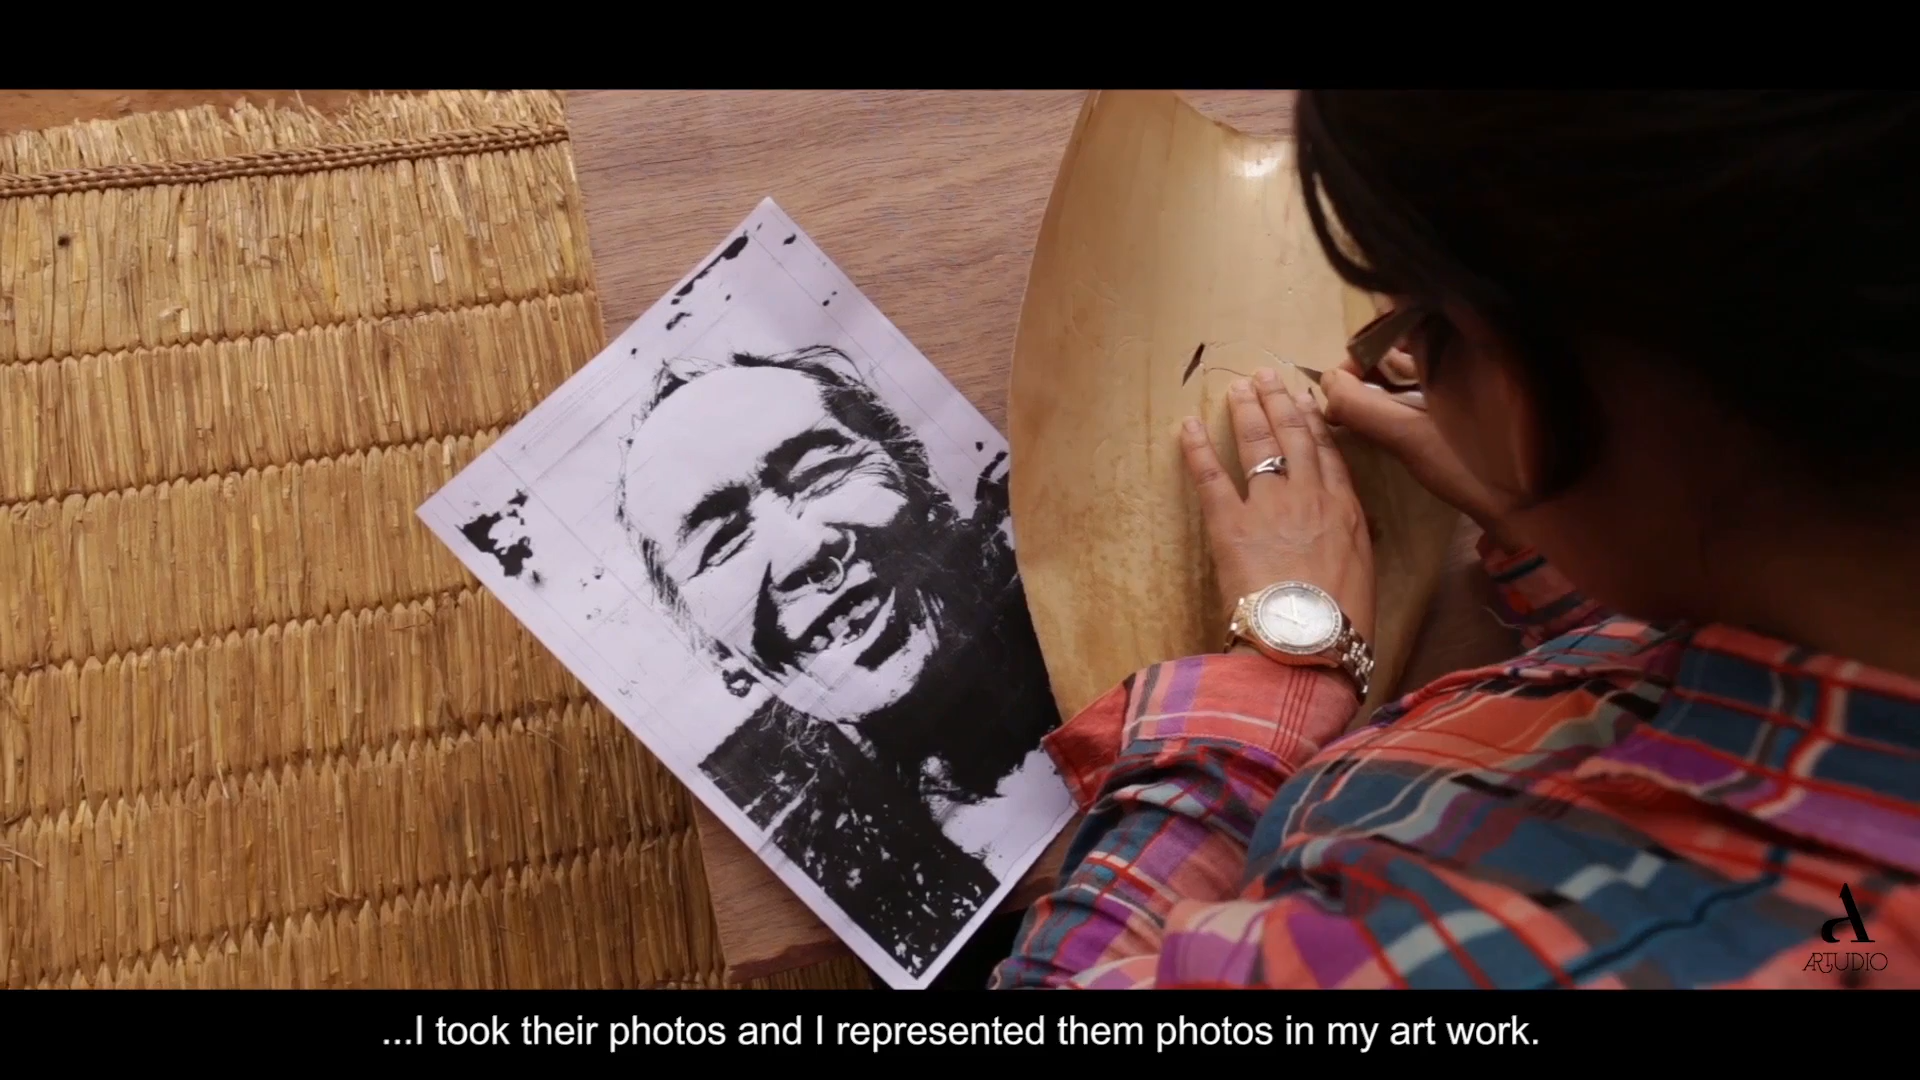 A
ARTUDIO
...I took their photos and I represented them photos in my art work.